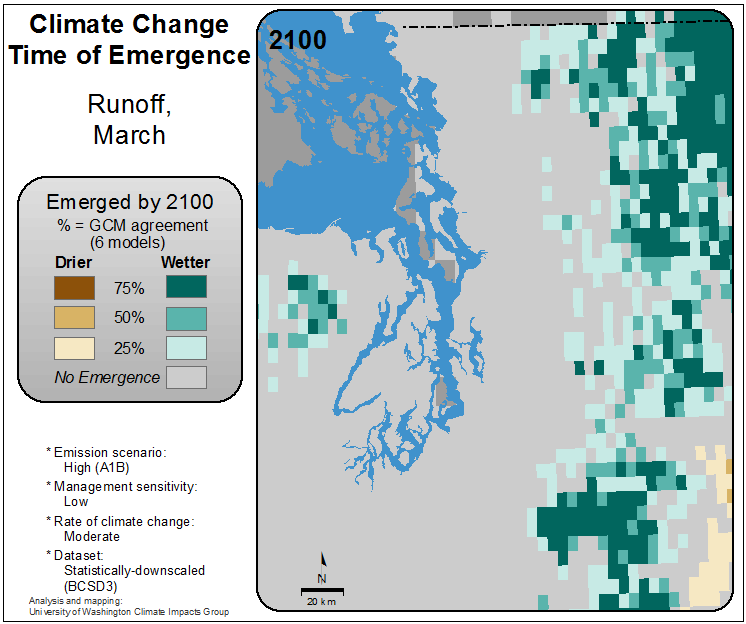 Climate Change
Time of Emergence
Runoff,
March
Emerged by 2100
% = GCM agreement
(6 models)
Drier Wetter
75%
50%
25%
No Emergence
* Emission scenario:
High (A1B)
* Management sensitivity:
Low
* Rate of climate change:
Moderate
* Dataset:
Statistically-downscaled
(BCSD3)
Analysis and mapping:
University of Washington Climate Impacts Group
2100
N
20 km